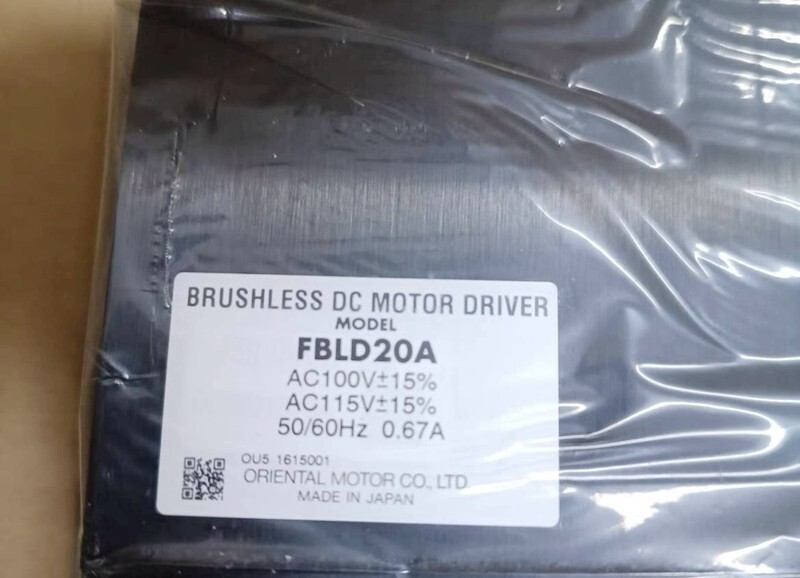 BRUSHLESS DC MOTOR DRIVER
MODEL
FBLD20A
AC100V±15%
AC115V±15%
50/60Hz 0.67A
OU5 1615001
ORIENTAL MOTOR CO., LTD
MADE IN JAPAN